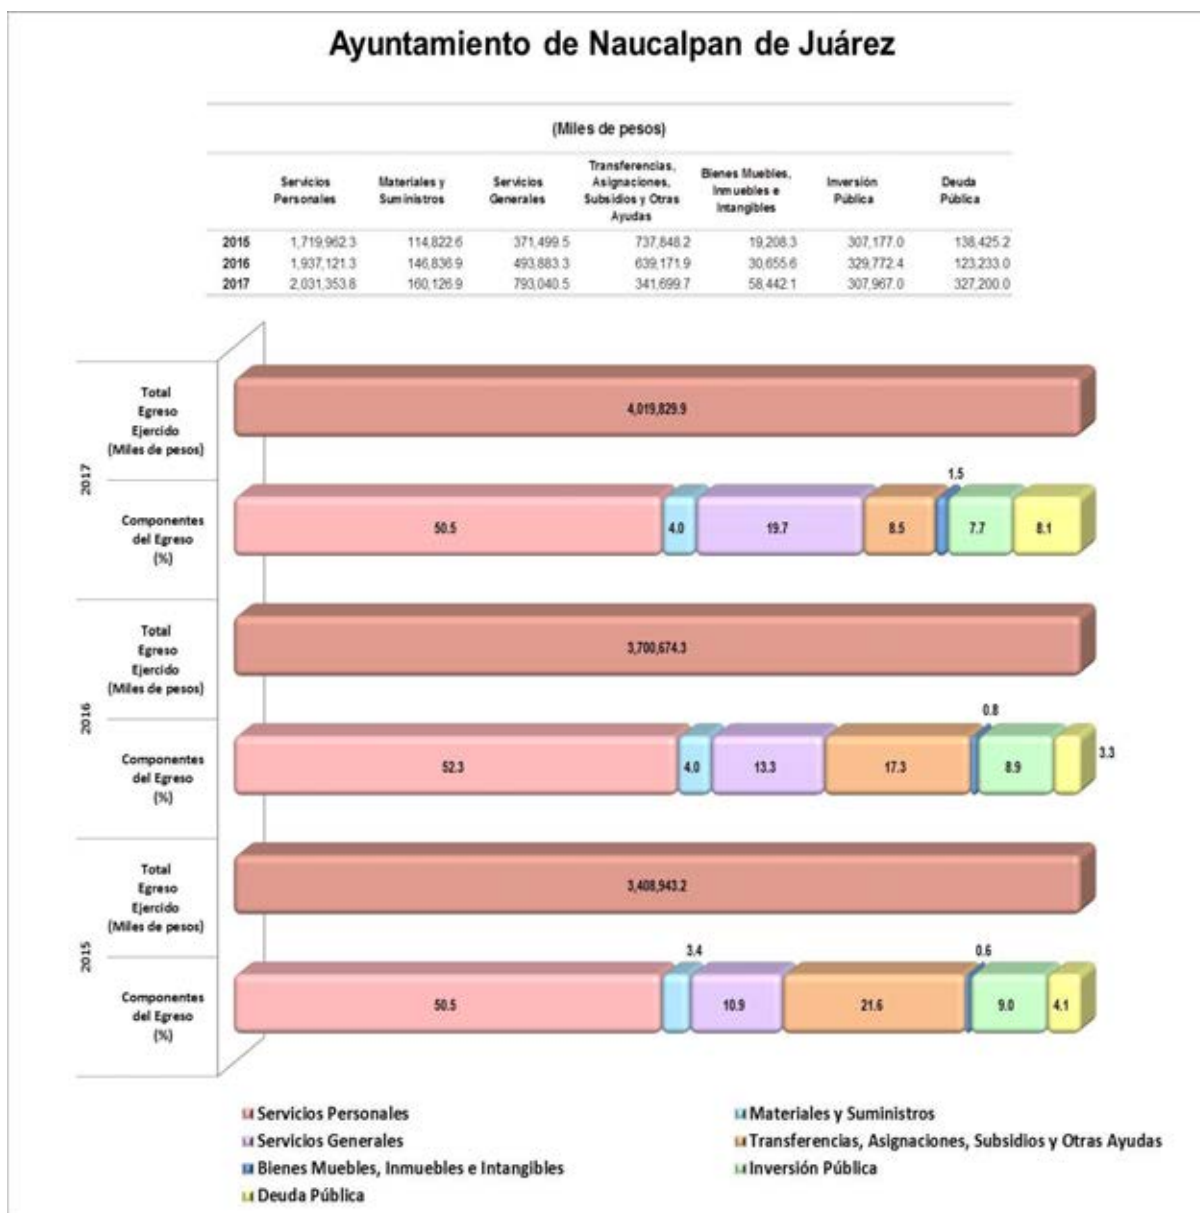 Ayuntamiento de Naucalpan de Juárez
(Miles de pesos)
Servicios Personales Materiales y Suministros Servicios Generales Transferencias, Asignaciones, Subsidios y Otras Ayudas Bienes Muebles, Inmuebles e Intangibles Inversión Pública Deuda Pública
2015 1,719,962.3 114,822.6 371,499.5 737,848.2 19,208.3 307,177.0 138,425.2
2016 1,937,121.3 146,836.9 493,883.3 639,171.9 30,655.6 329,772.4 123,233.0
2017 2,031,353.8 160,126.9 793,040.5 341,699.7 58,442.1 307,967.0 327,200.0
2017
Total
Egreso
Ejercido
(Miles de pesos)
4,019,829.9
Componentes
del Egreso
(%)
50.5 4.0 19.7 8.5 1.5 7.7 8.1
2016
Total
Egreso
Ejercido
(Miles de pesos)
3,700,674.3
Componentes
del Egreso
(%)
52.3 4.0 13.3 17.3 0.8 8.9 3.3
2015
Total
Egreso
Ejercido
(Miles de pesos)
3,408,943.2
Componentes
del Egreso
(%)
50.5 3.4 10.9 21.6 0.6 9.0 4.1
Servicios Personales
Materiales y Suministros
Servicios Generales
Transferencias, Asignaciones, Subsidios y Otras Ayudas
Bienes Muebles, Inmuebles e Intangibles
Inversión Pública
Deuda Pública